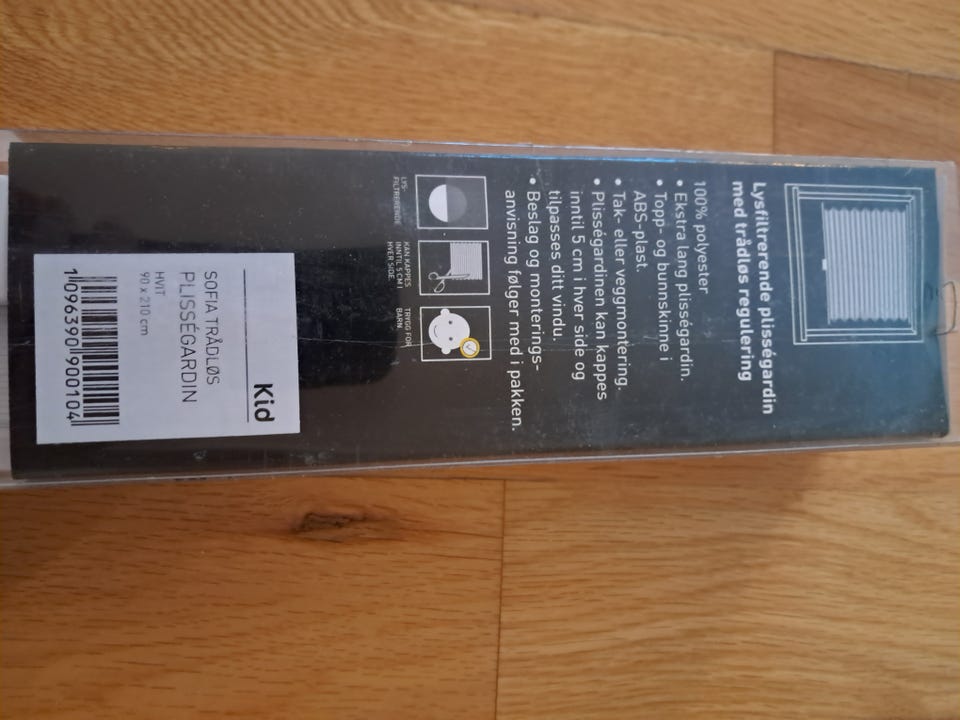 Lysfiltrerende plisségardin
med trådløs regulering
100% polyester
• Ekstra lang plisségardin.
• Topp- og bunnskinne i
ABS-plast.
• Tak- eller veggmontering.
• Plisségardinen kan kappes
inntil 5 cm i hver side og
tilpasses ditt vindu.
• Beslag og monterings-
anvisning følger med i pakken.
LYS-
FILTRERENDE
KAN KAPPES
INNTIL 5 CM I
HVER SIDE.
TRYGG FOR
BARN.
Kid
SOFIA TRÅDLØS
PLISSÉGARDIN
HVIT
90 x 210 cm
1 096390 900104